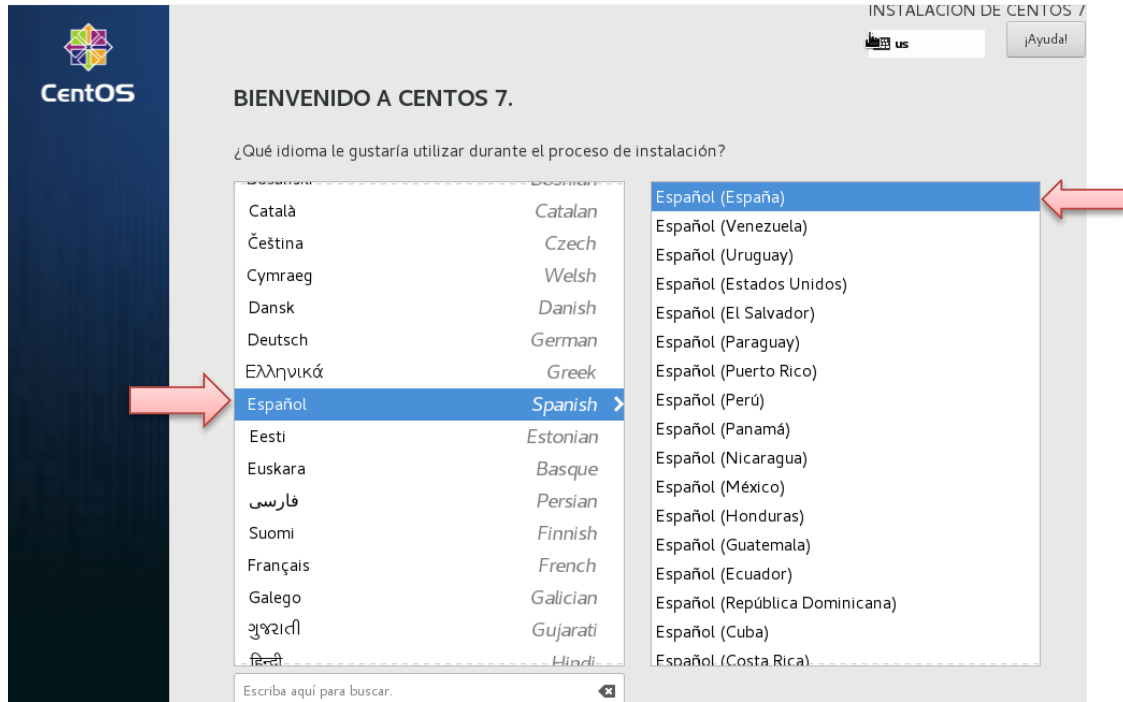 INSTALACIÓN DE CENTOS 7
us
¡Ayuda!
CentOS
BIENVENIDO A CENTOS 7.
¿Qué idioma le gustaría utilizar durante el proceso de instalación?
Bosanski Bosnian
Català Catalan
Čeština Czech
Cymraeg Welsh
Dansk Danish
Deutsch German
Ελληνικά Greek
Español Spanish
Eesti Estonian
Euskara Basque
فارسی Persian
Suomi Finnish
Français French
Galego Galician
ગુજરાતી Gujarati
हिन्दी Hindi
Escriba aquí para buscar.
Español (España)
Español (Venezuela)
Español (Uruguay)
Español (Estados Unidos)
Español (El Salvador)
Español (Paraguay)
Español (Puerto Rico)
Español (Perú)
Español (Panamá)
Español (Nicaragua)
Español (México)
Español (Honduras)
Español (Guatemala)
Español (Ecuador)
Español (República Dominicana)
Español (Cuba)
Español (Costa Rica)